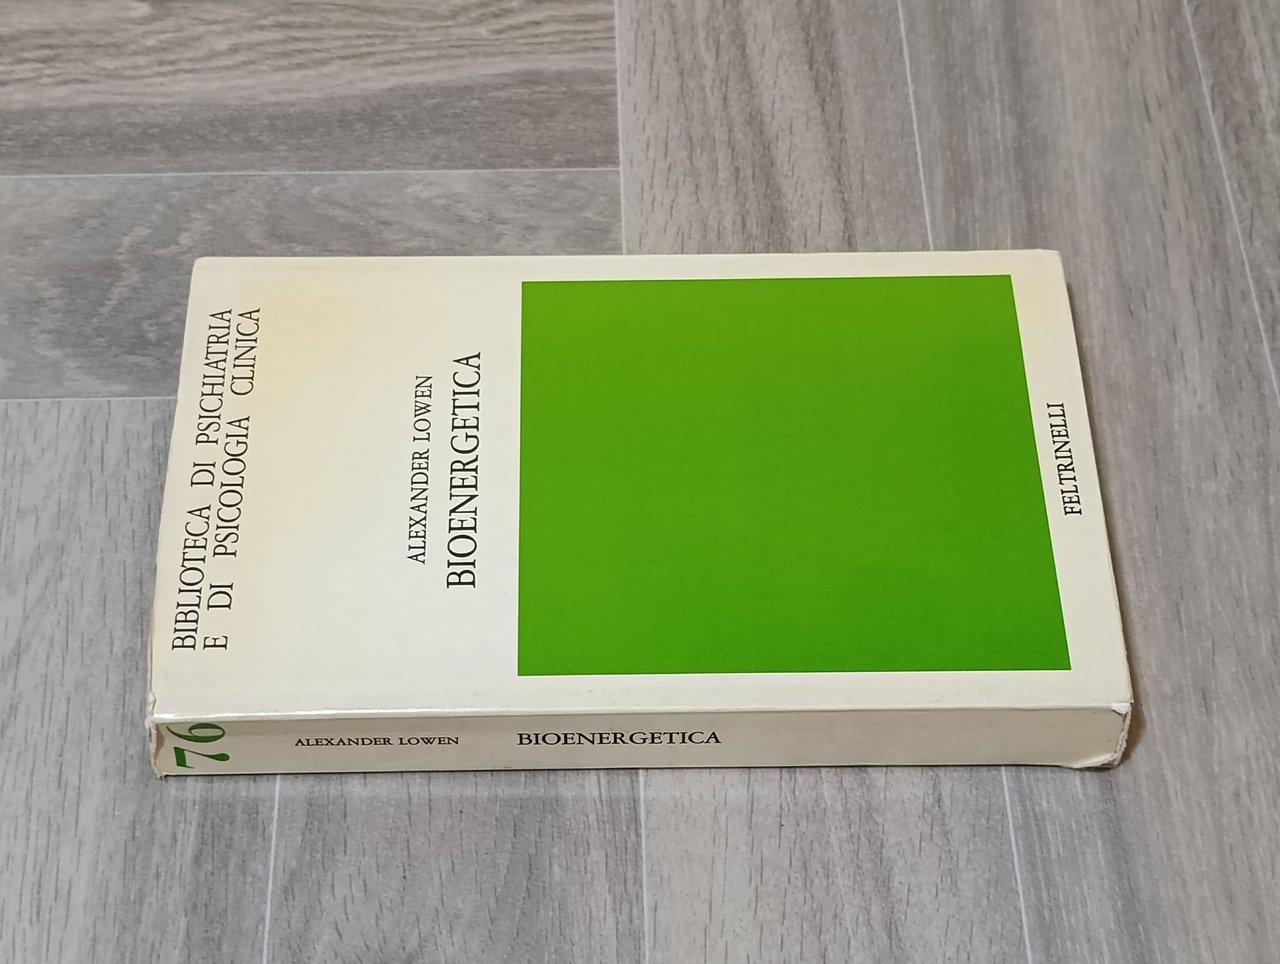 BIBLIOTECA DI PSICHIATRIA
E DI PSICOLOGIA CLINICA
ALEXANDER LOWEN
BIOENERGETICA
FELTRINELLI
76
ALEXANDER LOWEN
BIOENERGETICA